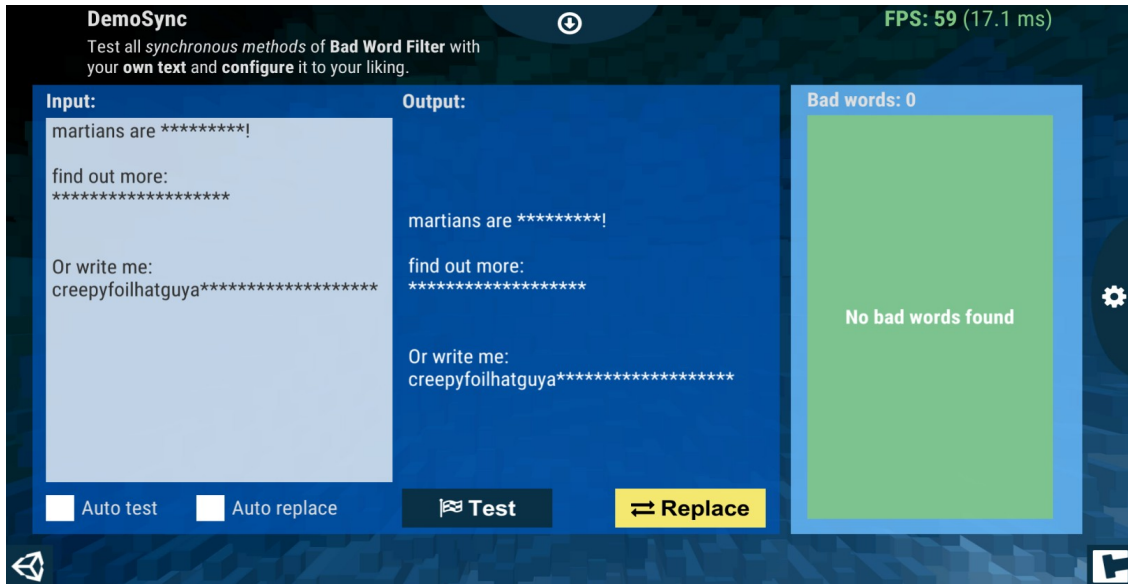 DemoSync
FPS: 59 (17.1 ms)
Test all synchronous methods of Bad Word Filter with
your own text and configure it to your liking.
Input:
martians are *********!
find out more:
*******************
Or write me:
creepyfoilhatguya*******************
Auto test
Auto replace
Output:
martians are *********!
find out more:
*******************
Or write me:
creepyfoilhatguya*******************
Test
Replace
Bad words: 0
No bad words found